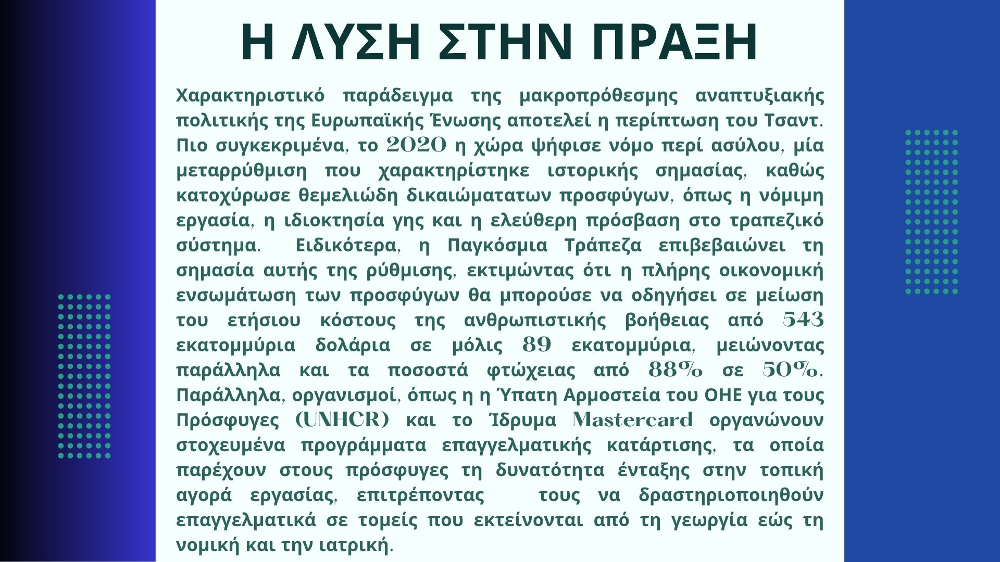 Η ΛΥΣΗ ΣΤΗΝ ΠΡΑΞΗ
Χαρακτηριστικό παράδειγμα της μακροπρόθεσμης αναπτυξιακής
πολιτικής της Ευρωπαϊκής Ένωσης αποτελεί η περίπτωση του Τσαντ.
Πιο συγκεκριμένα, το 2020 η χώρα ψήφισε νόμο περί ασύλου, μία
μεταρρύθμιση που χαρακτηρίστηκε ιστορικής σημασίας, καθώς
κατοχύρωσε θεμελιώδη δικαιώματατων προσφύγων, όπως η νόμιμη
εργασία, η ιδιοκτησία γης και η ελεύθερη πρόσβαση στο τραπεζικό
σύστημα. Ειδικότερα, η Παγκόσμια Τράπεζα επιβεβαιώνει τη
σημασία αυτής της ρύθμισης, εκτιμώντας ότι η πλήρης οικονομική
ενσωμάτωση των προσφύγων θα μπορούσε να οδηγήσει σε μείωση
του ετήσιου κόστους της ανθρωπιστικής βοήθειας από 543
εκατομμύρια δολάρια σε μόλις 89 εκατομμύρια, μειώνοντας
παράλληλα και τα ποσοστά φτώχειας από 88% σε 50%.
Παράλληλα, οργανισμοί, όπως η η Ύπατη Αρμοστεία του ΟΗΕ για τους
Πρόσφυγες (UNHCR) και το Ίδρυμα Mastercard οργανώνουν
στοχευμένα προγράμματα επαγγελματικής κατάρτισης, τα οποία
παρέχουν στους πρόσφυγες τη δυνατότητα ένταξης στην τοπική
αγορά εργασίας, επιτρέποντας τους να δραστηριοποιηθούν
επαγγελματικά σε τομείς που εκτείνονται από τη γεωργία εώς τη
νομική και την ιατρική.